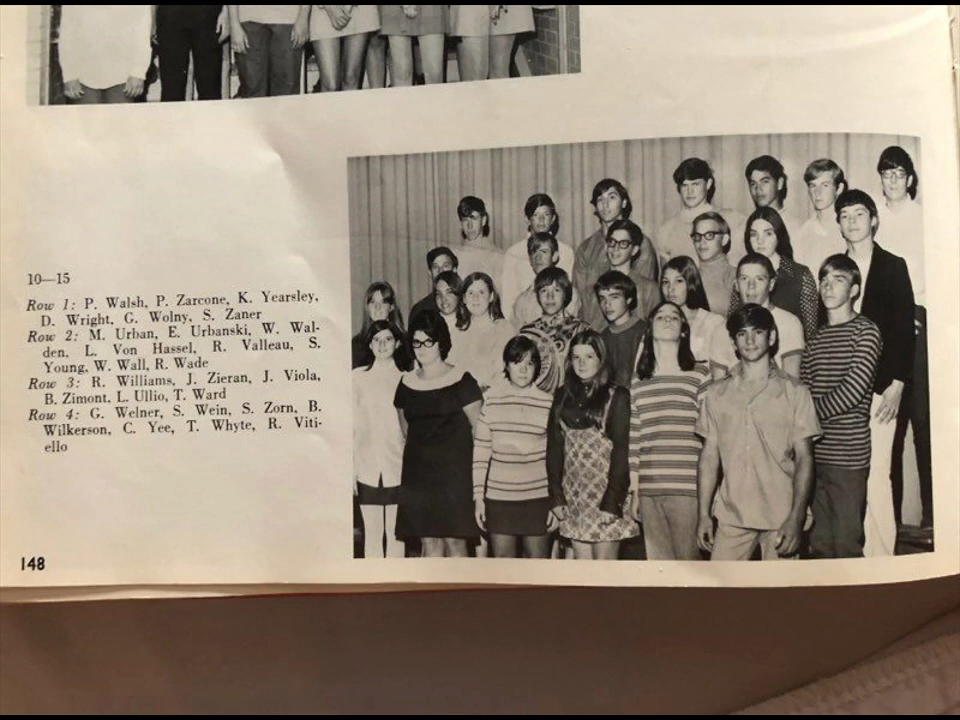 10—15
Row 1: P. Walsh, P. Zarcone, K. Yearsley,
D. Wright, G. Wolny, S. Zaner
Row 2: M. Urban, E. Urbanski, W. Wal-
den, L. Von Hassel, R. Valleau, S.
Young, W. Wall, R. Wade
Row 3: R. Williams, J. Zieran, J. Viola,
B. Zimont, L. Ullio, T. Ward
Row 4: G. Welner, S. Wein, S. Zorn, B.
Wilkerson, C. Yee, T. Whyte, R. Viti-
ello
148